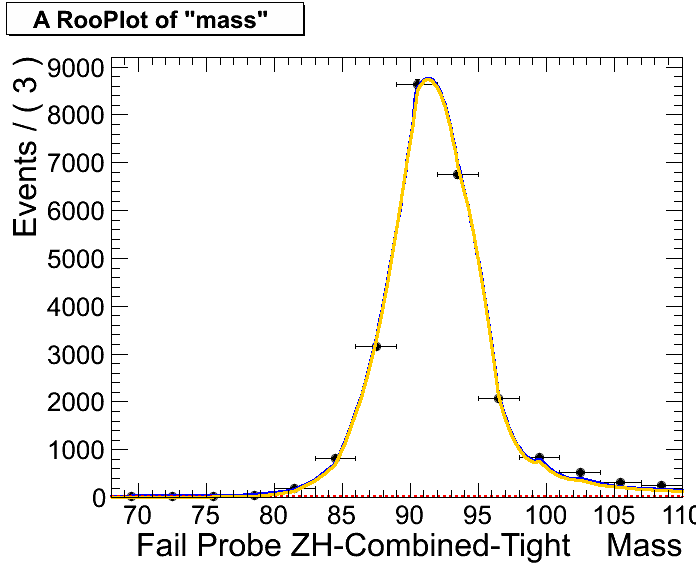 A RooPlot of "mass"
Events / ( 3 )
9000
8000
7000
6000
5000
4000
3000
2000
1000
0
70 75 80 85 90 95 100 105 110
Fail Probe ZH-Combined-Tight Mass